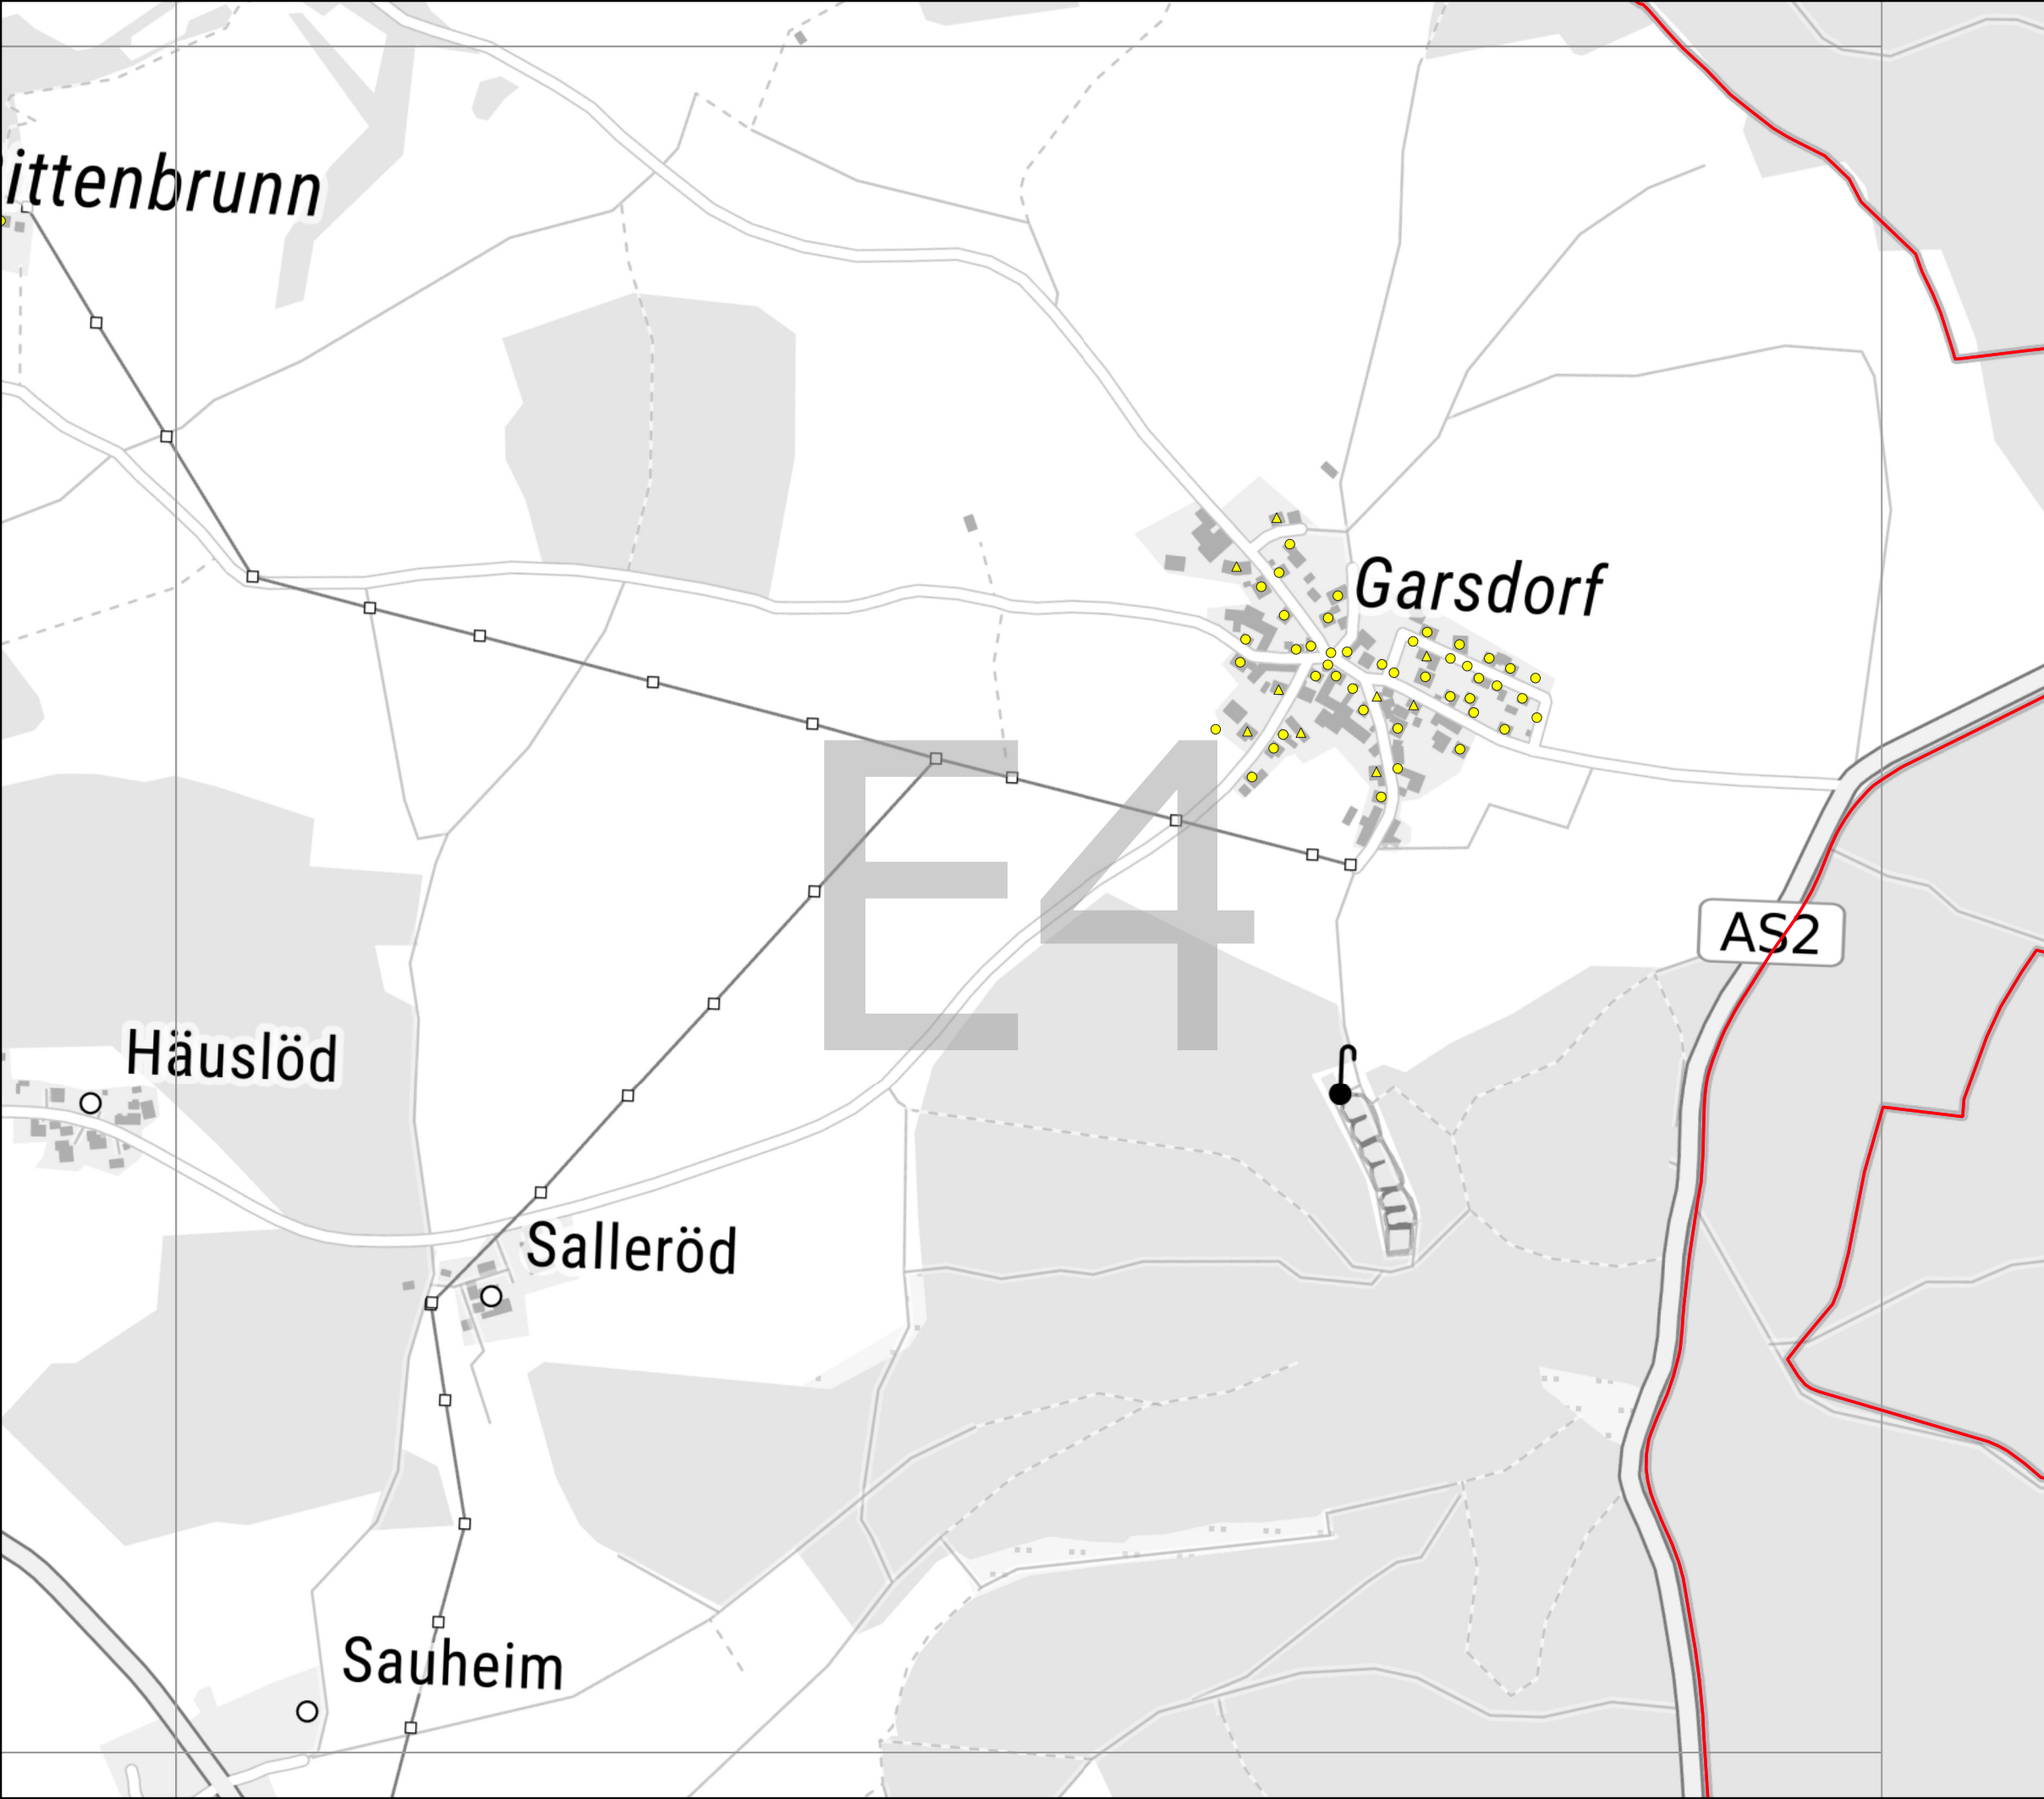 ittenbrunn
Garsdorf
E4
AS2
Häuslöd
Salleröd
Sauheim